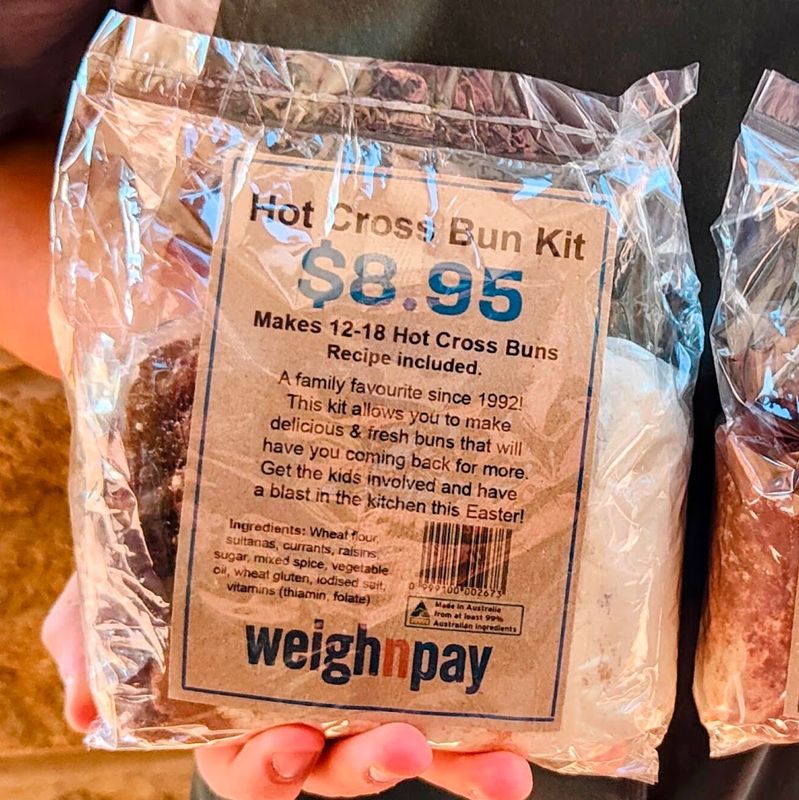 Hot Cross Bun Kit
$8.95
Makes 12-18 Hot Cross Buns
Recipe included.
A family favourite since 1992!
This kit allows you to make
delicious & fresh buns that will
have you coming back for more.
Get the kids involved and have
a blast in the kitchen this Easter!
Ingredients: Wheat flour,
sultanas, currants, raisins,
sugar, mixed spice, vegetable
oil, wheat gluten, iodised salt,
vitamins (thiamin, folate)
0 999100 002673
Made in Australia
from at least 99%
Australian ingredients
weighnpay